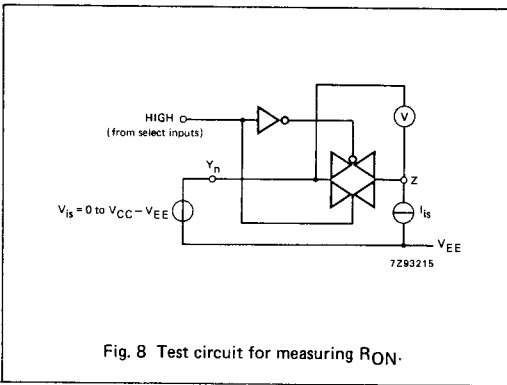 HIGH
(from select inputs)
V
Yn
Z
Vis = 0 to VCC – VEE
Iis
VEE
7Z93215
Fig. 8 Test circuit for measuring RON.